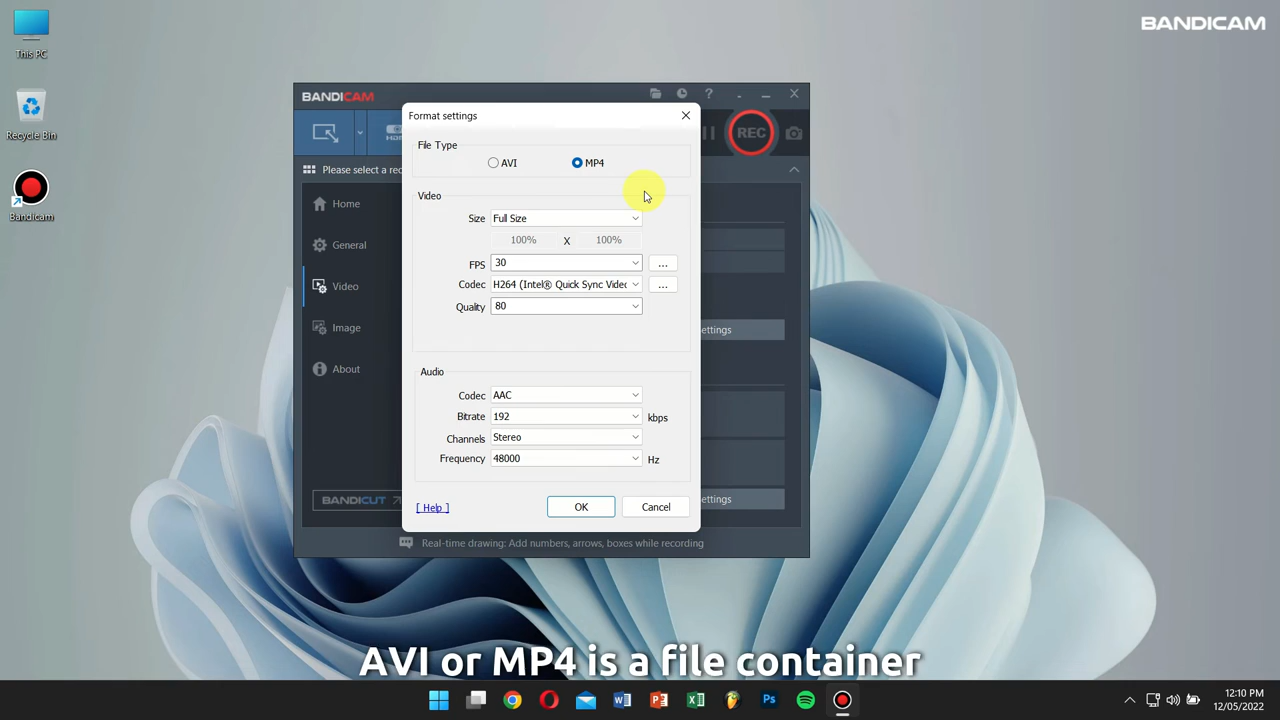 BANDICAM
This PC
Recycle Bin
Bandicam
BANDICAM
?
Format settings
File Type
AVI
MP4
REC
Please select a rec
Video
Size
Full Size
100%
X
100%
FPS
30
...
Codec
H264 (Intel® Quick Sync Video
...
Quality
80
Home
General
Video
Image
About
ettings
Audio
Codec
AAC
Bitrate
192
kbps
Channels
Stereo
Frequency
48000
Hz
ettings
BANDICUT
[ Help ]
OK
Cancel
Real-time drawing: Add numbers, arrows, boxes while recording
AVI or MP4 is a file container
Ps
12:10 PM
12/05/2022